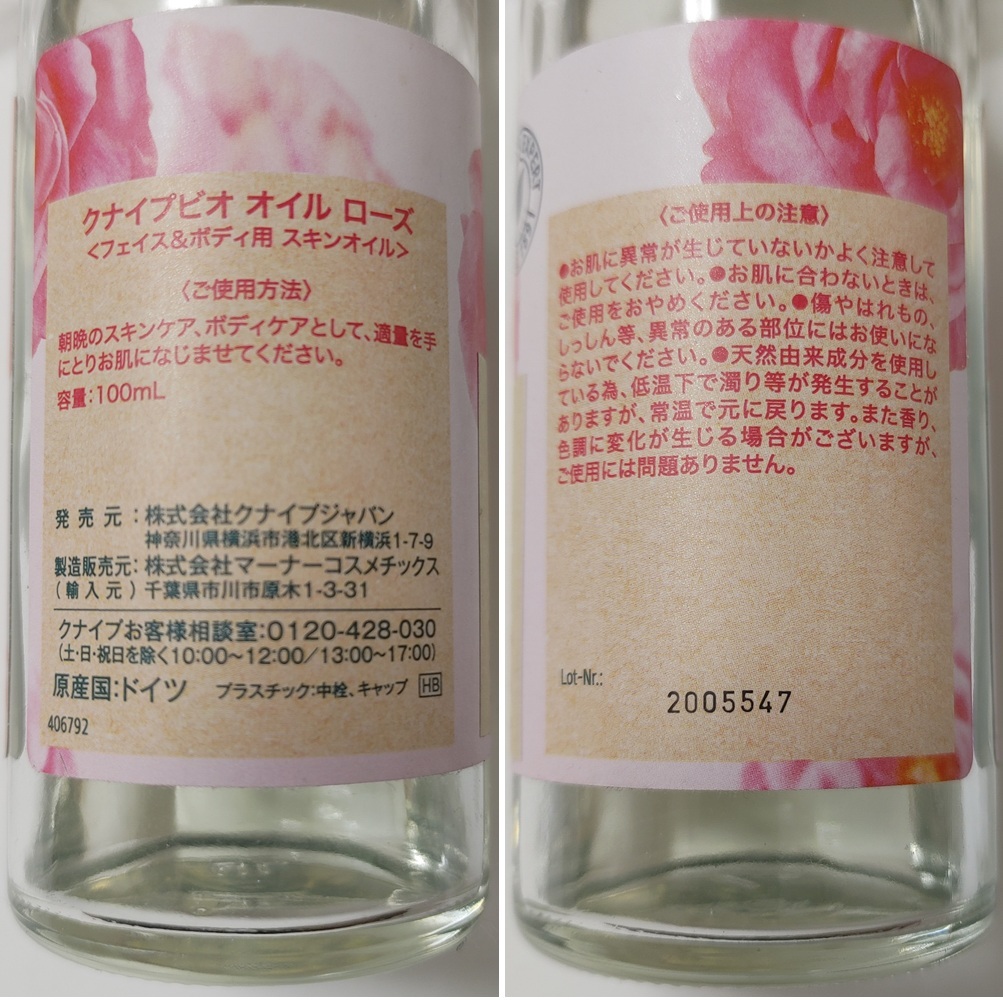 クナイプビオ オイル ローズ
<フェイス&ボディ用 スキンオイル>
〈ご使用方法〉
朝晩のスキンケア、ボディケアとして、適量を手
にとりお肌になじませてください。
容量:100mL
発売元:株式会社クナイプジャパン
神奈川県横浜市港北区新横浜1-7-9
製造販売元:株式会社マーナーコスメチックス
(輸入元)千葉県市川市原木1-3-31
クナイプお客様相談室:0120-428-030
(土・日・祝日を除く10:00〜12:00/13:00〜17:00)
原産国:ドイツ プラスチック:中栓、キャップ HB
406792
〈ご使用上の注意〉
●お肌に異常が生じていないかよく注意して
使用してください。●お肌に合わないときは、
ご使用をおやめください。●傷やはれもの、
しっしん等、異常のある部位にはお使いにな
らないでください。●天然由来成分を使用し
ている為、低温下で濁り等が発生することが
ありますが、常温で元に戻ります。また香り、
色調に変化が生じる場合がございますが、
ご使用には問題ありません。
Lot-Nr.:
2005547